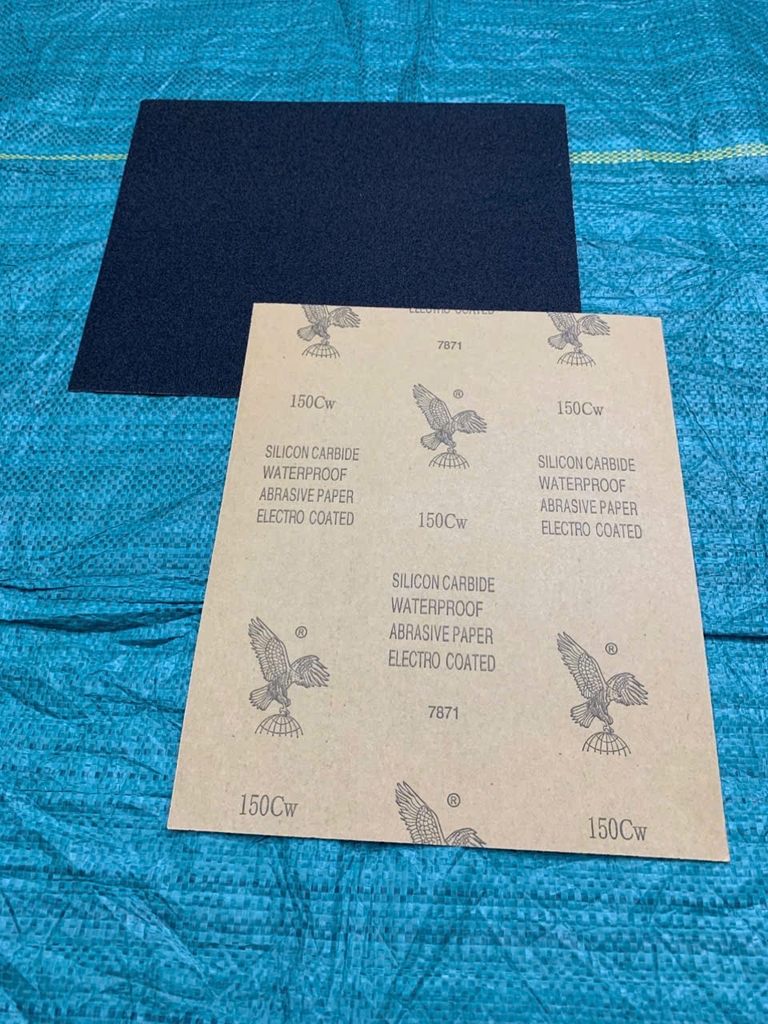 ELECTRO COATED
7871
150Cw
®
150Cw
SILICON CARBIDE
WATERPROOF
ABRASIVE PAPER
ELECTRO COATED
SILICON CARBIDE
WATERPROOF
ABRASIVE PAPER
ELECTRO COATED
150Cw
SILICON CARBIDE
WATERPROOF
ABRASIVE PAPER
ELECTRO COATED
®
®
7871
®
150Cw
150Cw